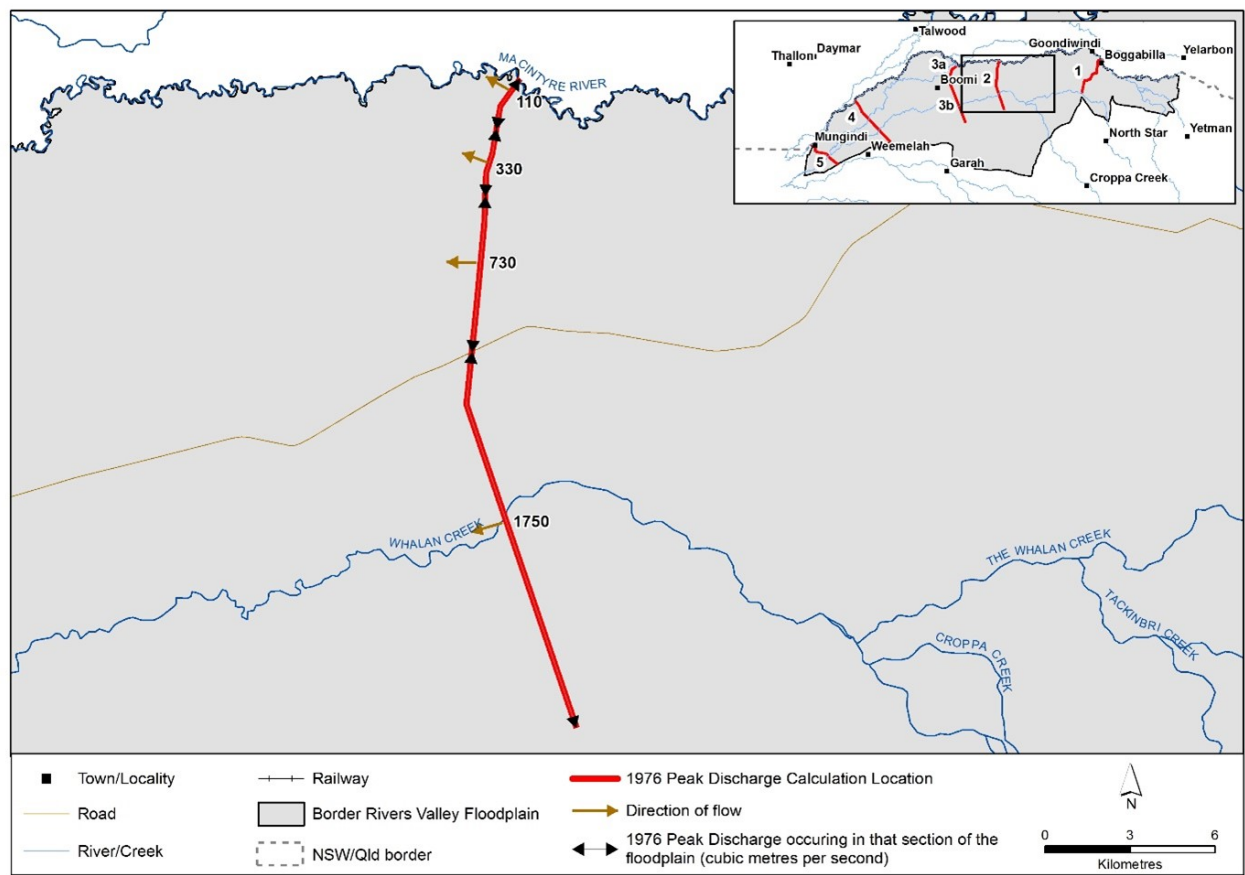 MACINTYRE RIVER
110
330
730
1750
WHALAN CREEK
THE WHALAN CREEK
TACKINBRI CREEK
CROPPA CREEK
Talwood
Thallon
Daymar
Goondiwindi
Boggabilla
Yelarbon
3a
Boomi
2
1
3b
4
North Star
Yetman
Mungindi
Weemelah
5
Garah
Croppa Creek
Town/Locality
Railway
1976 Peak Discharge Calculation Location
Road
Border Rivers Valley Floodplain
Direction of flow
N
River/Creek
NSW/Qld border
1976 Peak Discharge occuring in that section of the
floodplain (cubic metres per second)
0 3 6
Kilometres